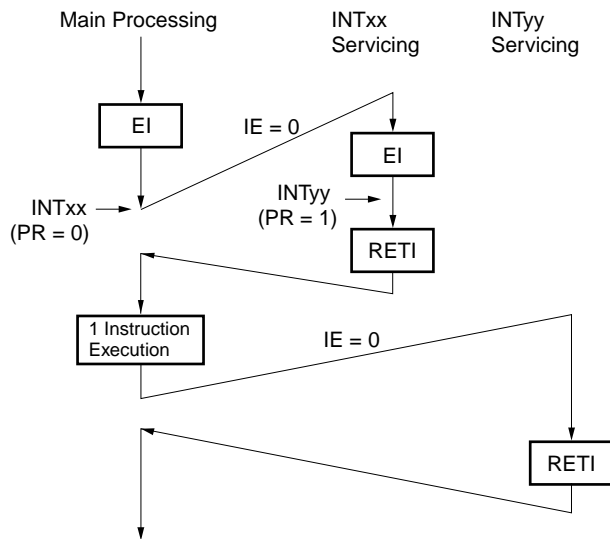 Main Processing
INTxx
Servicing
INTyy
Servicing
EI
IE = 0
EI
INTxx
(PR = 0)
INTyy
(PR = 1)
RETI
1 Instruction
Execution
IE = 0
RETI